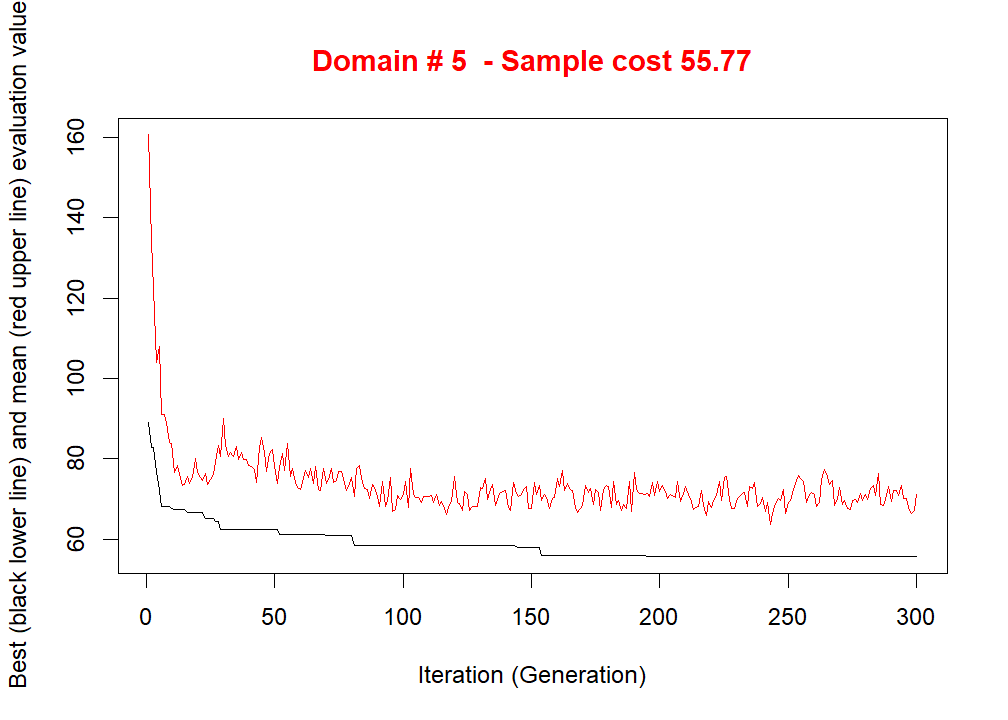 Domain # 5  - Sample cost 55.77
Best (black lower line) and mean (red upper line) evaluation value
160
140
120
100
80
60
0 50 100 150 200 250 300
Iteration (Generation)